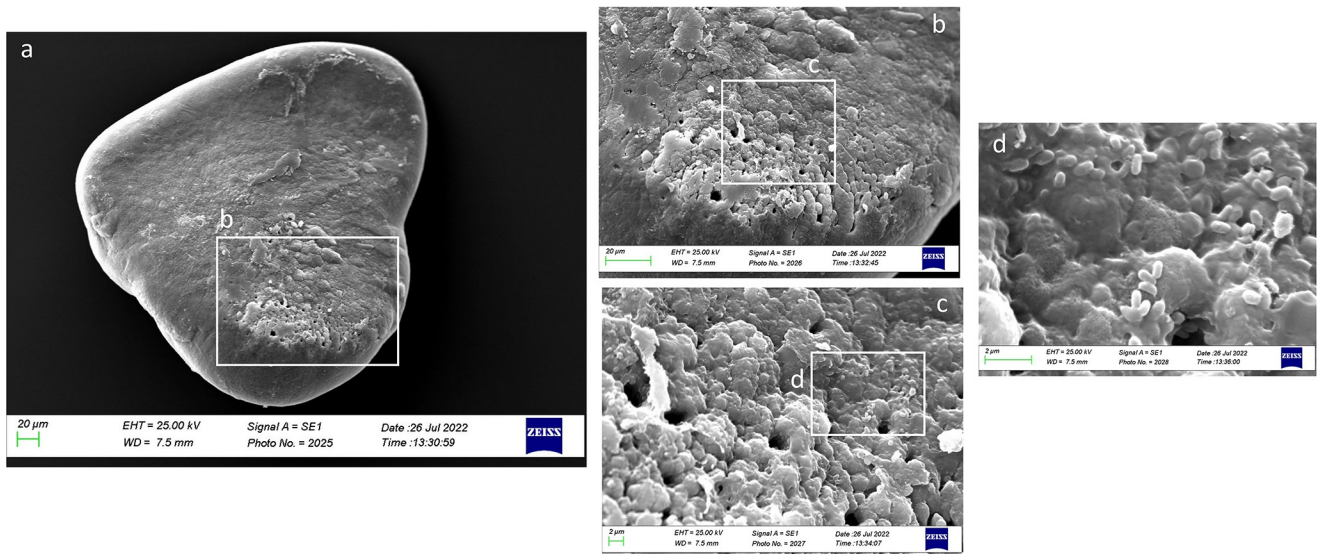 a
b
20 µm
EHT = 25.00 kV
WD = 7.5 mm
Signal A = SE1
Photo No. = 2025
Date :26 Jul 2022
Time :13:30:59
ZEISS
b
c
20 µm
EHT = 25.00 kV
WD = 7.5 mm
Signal A = SE1
Photo No. = 2026
Date :26 Jul 2022
Time :13:32:45
ZEISS
c
d
2 µm
EHT = 25.00 kV
WD = 7.5 mm
Signal A = SE1
Photo No. = 2027
Date :26 Jul 2022
Time :13:34:07
ZEISS
d
2 µm
EHT = 25.00 kV
WD = 7.5 mm
Signal A = SE1
Photo No. = 2028
Date :26 Jul 2022
Time :13:36:00
ZEISS